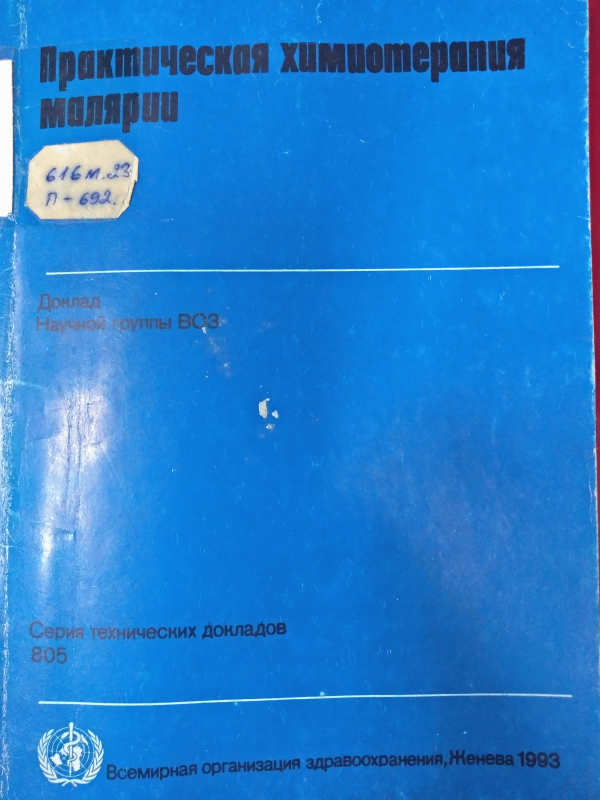 Практическая химиотерапия
малярии
616м.23
П-692.
Доклад
Научной группы ВОЗ
Серия технических докладов
805
Всемирная организация здравоохранения, Женева 1993